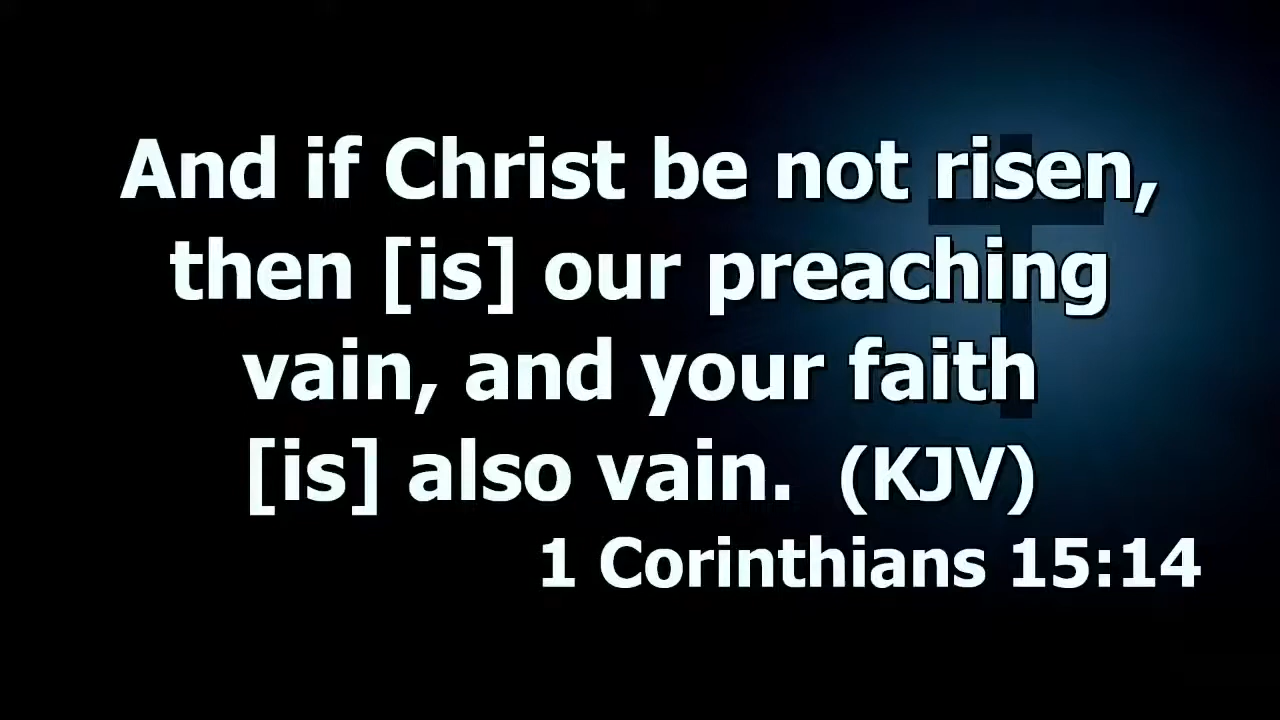 And if Christ be not risen,
then [is] our preaching
vain, and your faith
[is] also vain. (KJV)
1 Corinthians 15:14